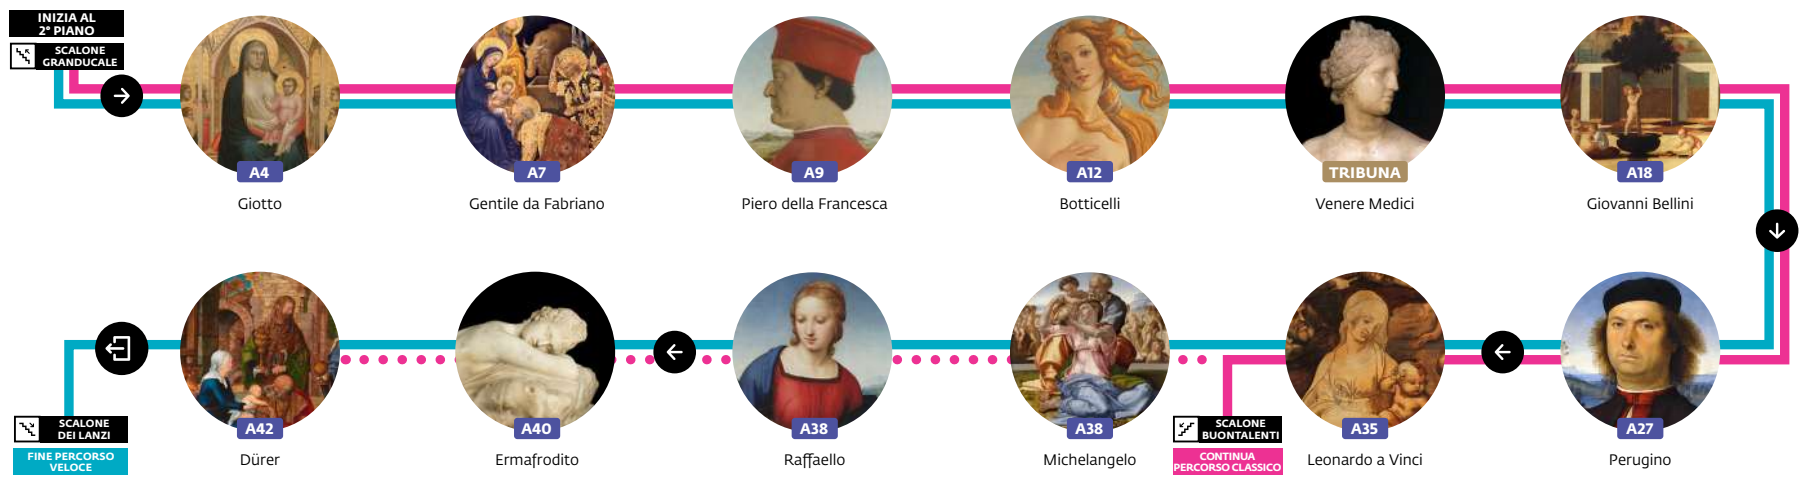 INIZIA AL
2° PIANO
SCALONE
GRANDUCALE
A4
Giotto
A7
Gentile da Fabriano
A9
Piero della Francesca
A12
Botticelli
TRIBUNA
Venere Medici
A18
Giovanni Bellini
SCALONE
DEI LANZI
FINE PERCORSO
VELOCE
A42
Dürer
A40
Ermafrodito
A38
Raffaello
A38
Michelangelo
SCALONE
BUONTALENTI
CONTINUA
PERCORSO CLASSICO
A35
Leonardo a Vinci
A27
Perugino